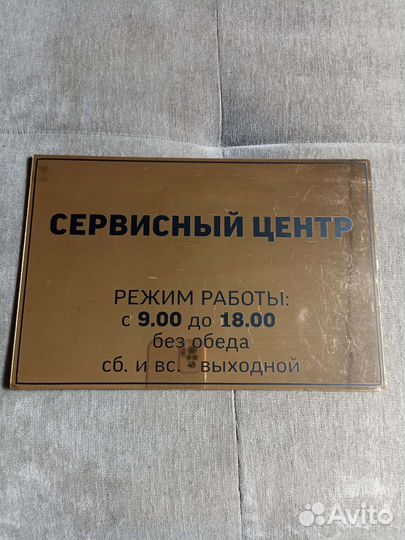 СЕРВИСНЫЙ ЦЕНТР
РЕЖИМ РАБОТЫ:
с 9.00 до 18.00
без обеда
сб. и вс. - выходной
Avito